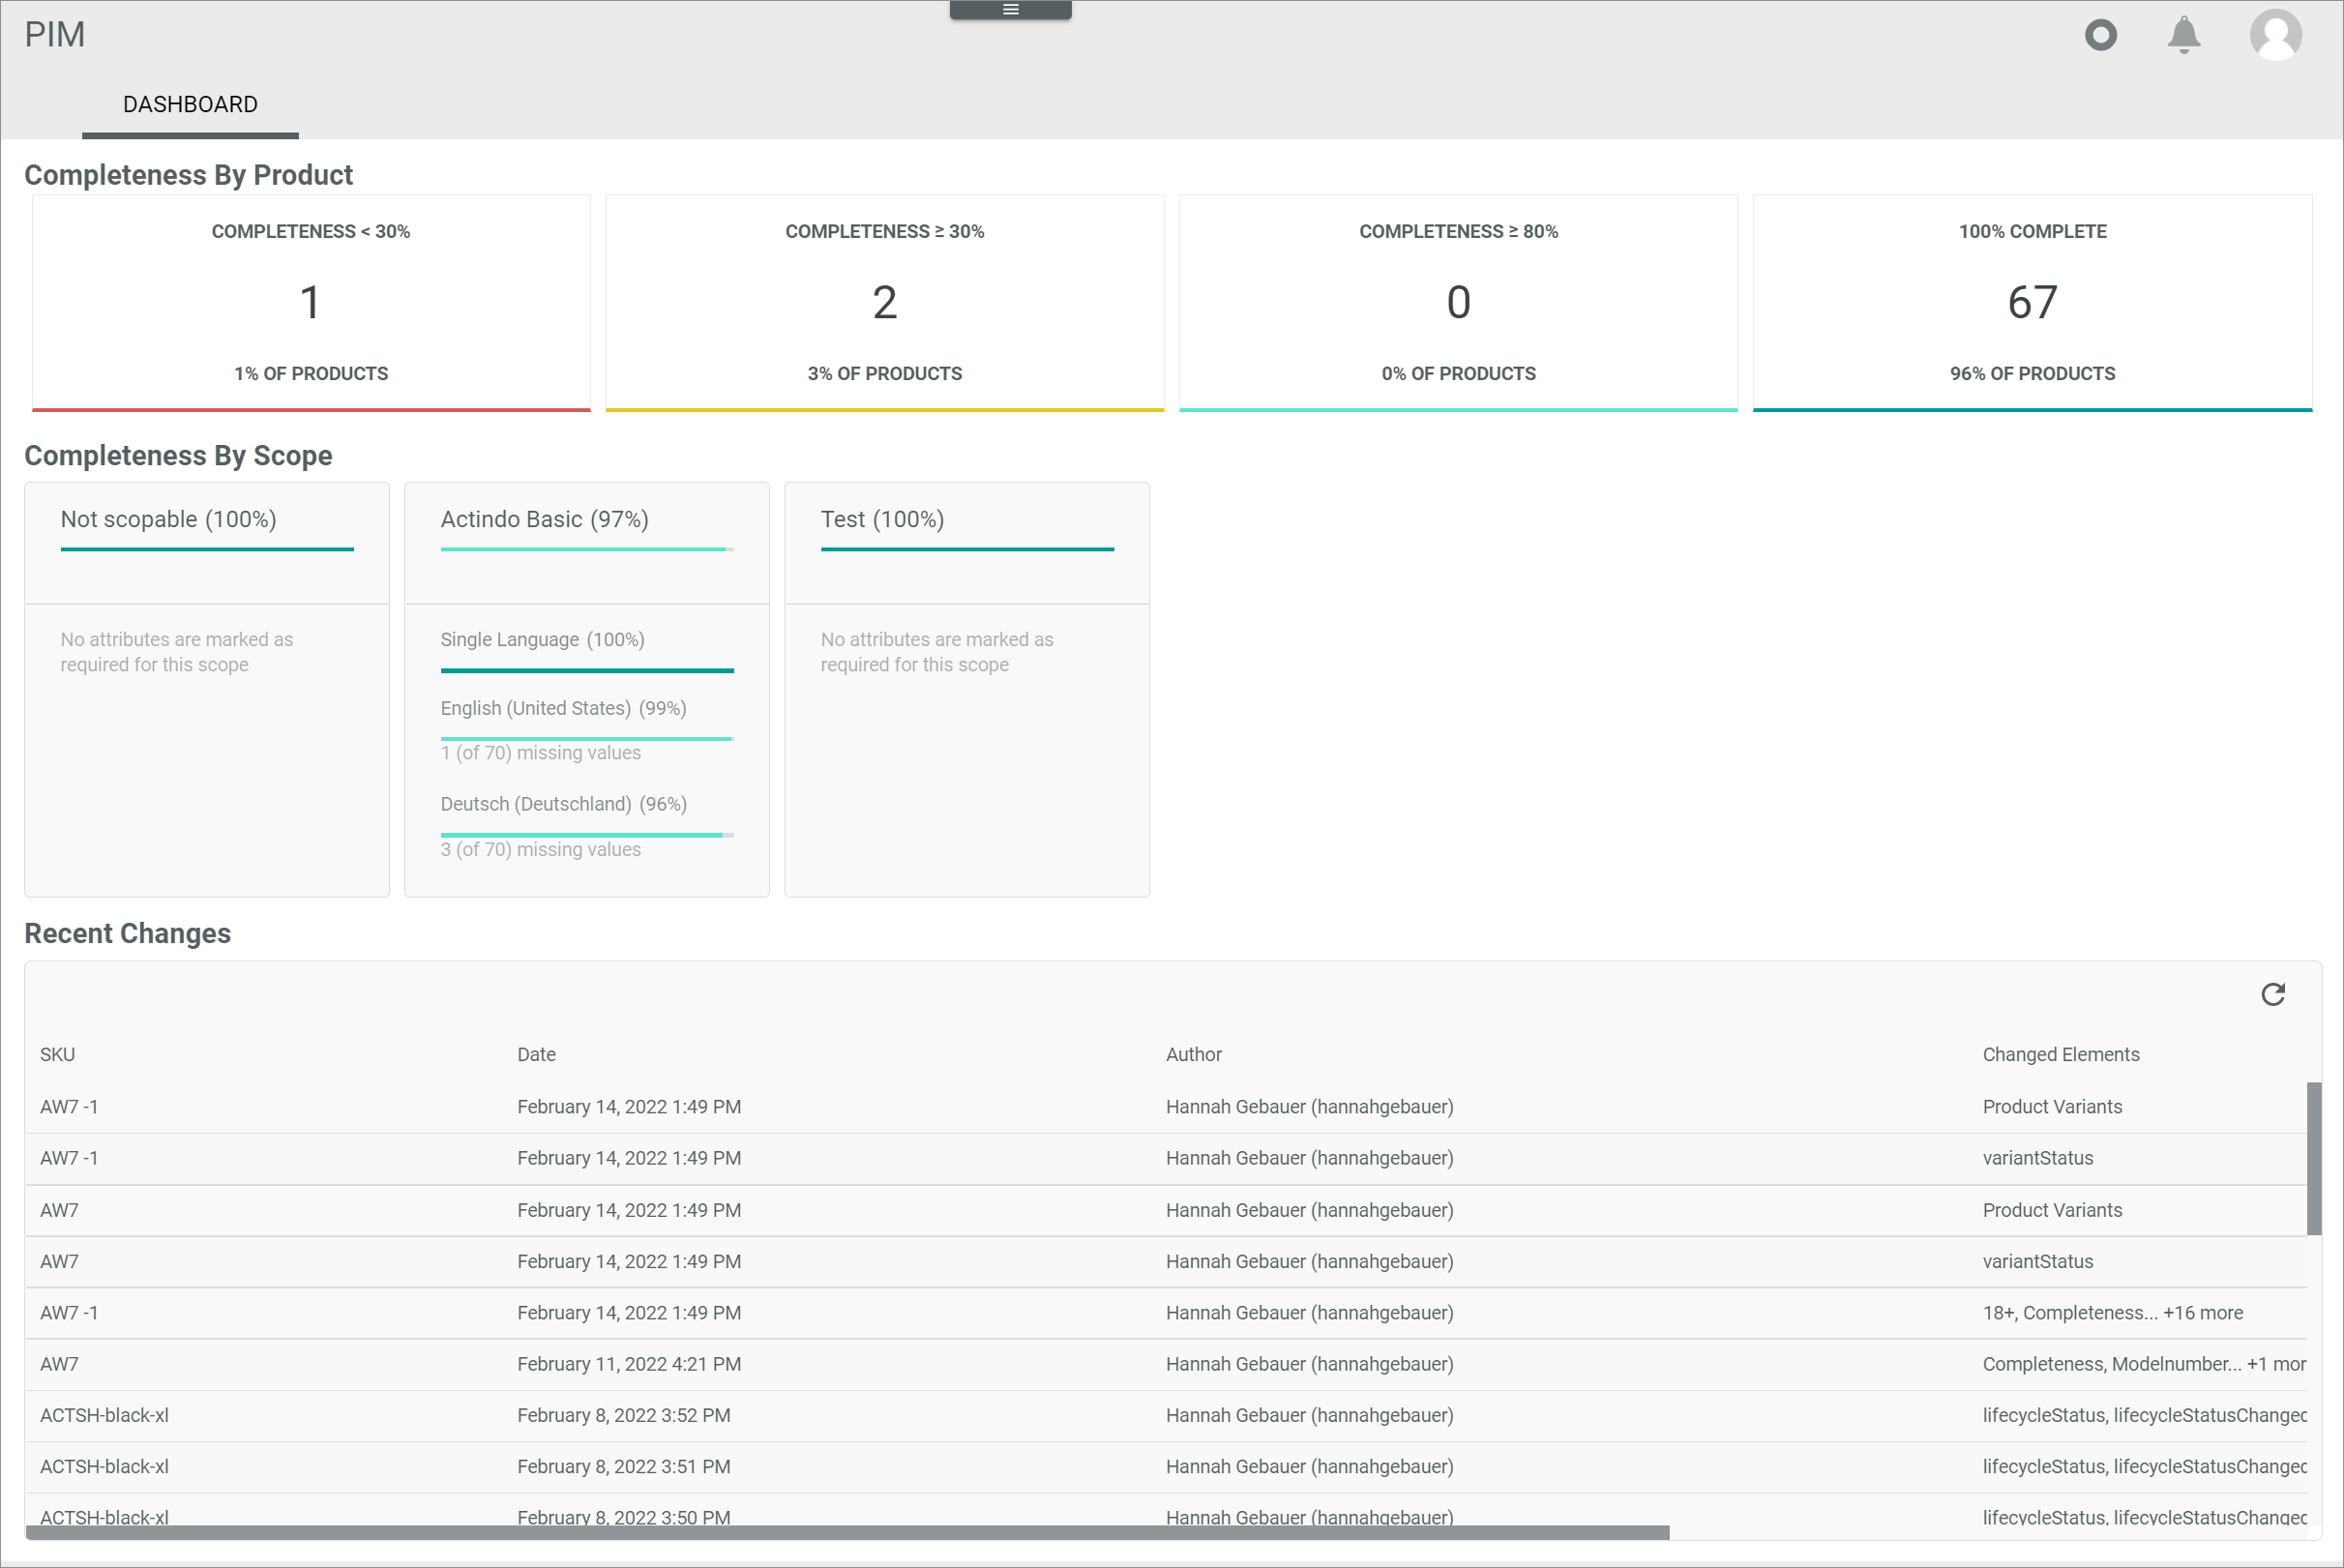 PIM
DASHBOARD
Completeness By Product
COMPLETENESS < 30%
1
1% OF PRODUCTS
COMPLETENESS ≥ 30%
2
3% OF PRODUCTS
COMPLETENESS ≥ 80%
0
0% OF PRODUCTS
100% COMPLETE
67
96% OF PRODUCTS
Completeness By Scope
Not scopable (100%)
No attributes are marked as
required for this scope
Actindo Basic (97%)
Single Language (100%)
English (United States) (99%)
1 (of 70) missing values
Deutsch (Deutschland) (96%)
3 (of 70) missing values
Test (100%)
No attributes are marked as
required for this scope
Recent Changes
SKU Date Author Changed Elements
AW7 -1 February 14, 2022 1:49 PM Hannah Gebauer (hannahgebauer) Product Variants
AW7 -1 February 14, 2022 1:49 PM Hannah Gebauer (hannahgebauer) variantStatus
AW7 February 14, 2022 1:49 PM Hannah Gebauer (hannahgebauer) Product Variants
AW7 February 14, 2022 1:49 PM Hannah Gebauer (hannahgebauer) variantStatus
AW7 -1 February 14, 2022 1:49 PM Hannah Gebauer (hannahgebauer) 18+, Completeness... +16 more
AW7 February 11, 2022 4:21 PM Hannah Gebauer (hannahgebauer) Completeness, Modelnumber... +1 mor
ACTSH-black-xl February 8, 2022 3:52 PM Hannah Gebauer (hannahgebauer) lifecycleStatus, lifecycleStatusChanged
ACTSH-black-xl February 8, 2022 3:51 PM Hannah Gebauer (hannahgebauer) lifecycleStatus, lifecycleStatusChanged
ACTSH-black-xl February 8, 2022 3:50 PM Hannah Gebauer (hannahgebauer) lifecycleStatus, lifecycleStatusChanged